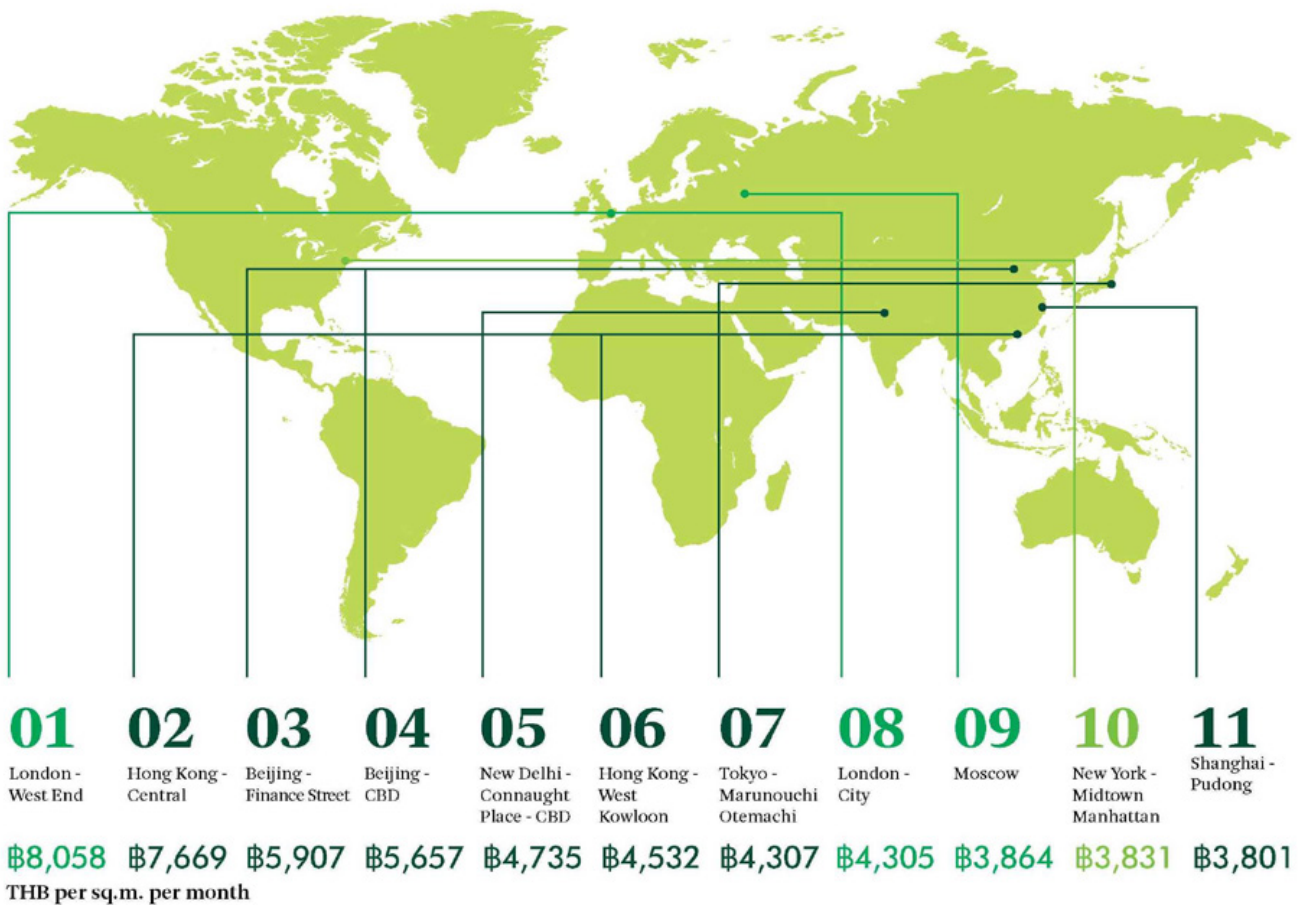 01
London -
West End
฿8,058
02
Hong Kong -
Central
฿7,669
03
Beijing -
Finance Street
฿5,907
04
Beijing -
CBD
฿5,657
05
New Delhi -
Connaught
Place - CBD
฿4,735
06
Hong Kong -
West
Kowloon
฿4,532
07
Tokyo -
Marunouchi
Otemachi
฿4,307
08
London -
City
฿4,305
09
Moscow
฿3,864
10
New York -
Midtown
Manhattan
฿3,831
11
Shanghai -
Pudong
฿3,801
THB per sq.m. per month